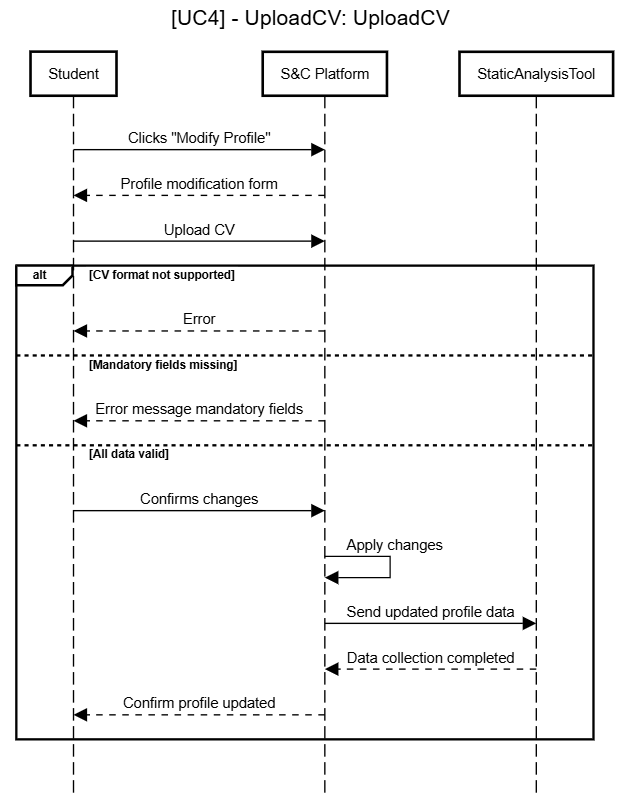 [UC4] - UploadCV: UploadCV
Student
S&C Platform
StaticAnalysisTool
Clicks "Modify Profile"
Profile modification form
Upload CV
alt
[CV format not supported]
Error
[Mandatory fields missing]
Error message mandatory fields
[All data valid]
Confirms changes
Apply changes
Send updated profile data
Data collection completed
Confirm profile updated